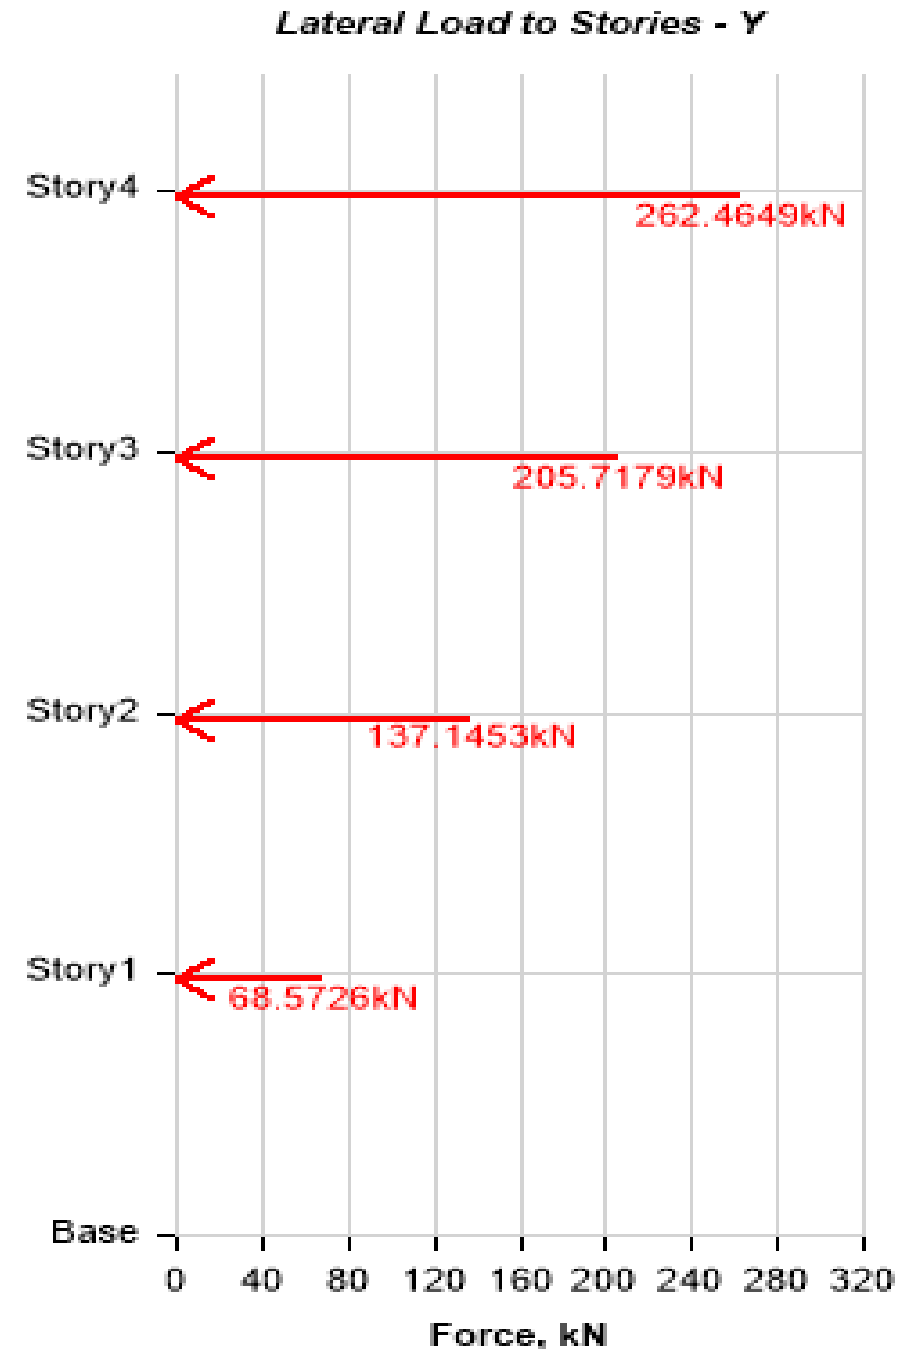 Lateral Load to Stories - Y
Story4
262.4649kN
Story3
205.7179kN
Story2
137.1453kN
Story1
68.5726kN
Base
0 40 80 120 160 200 240 280 320
Force, kN